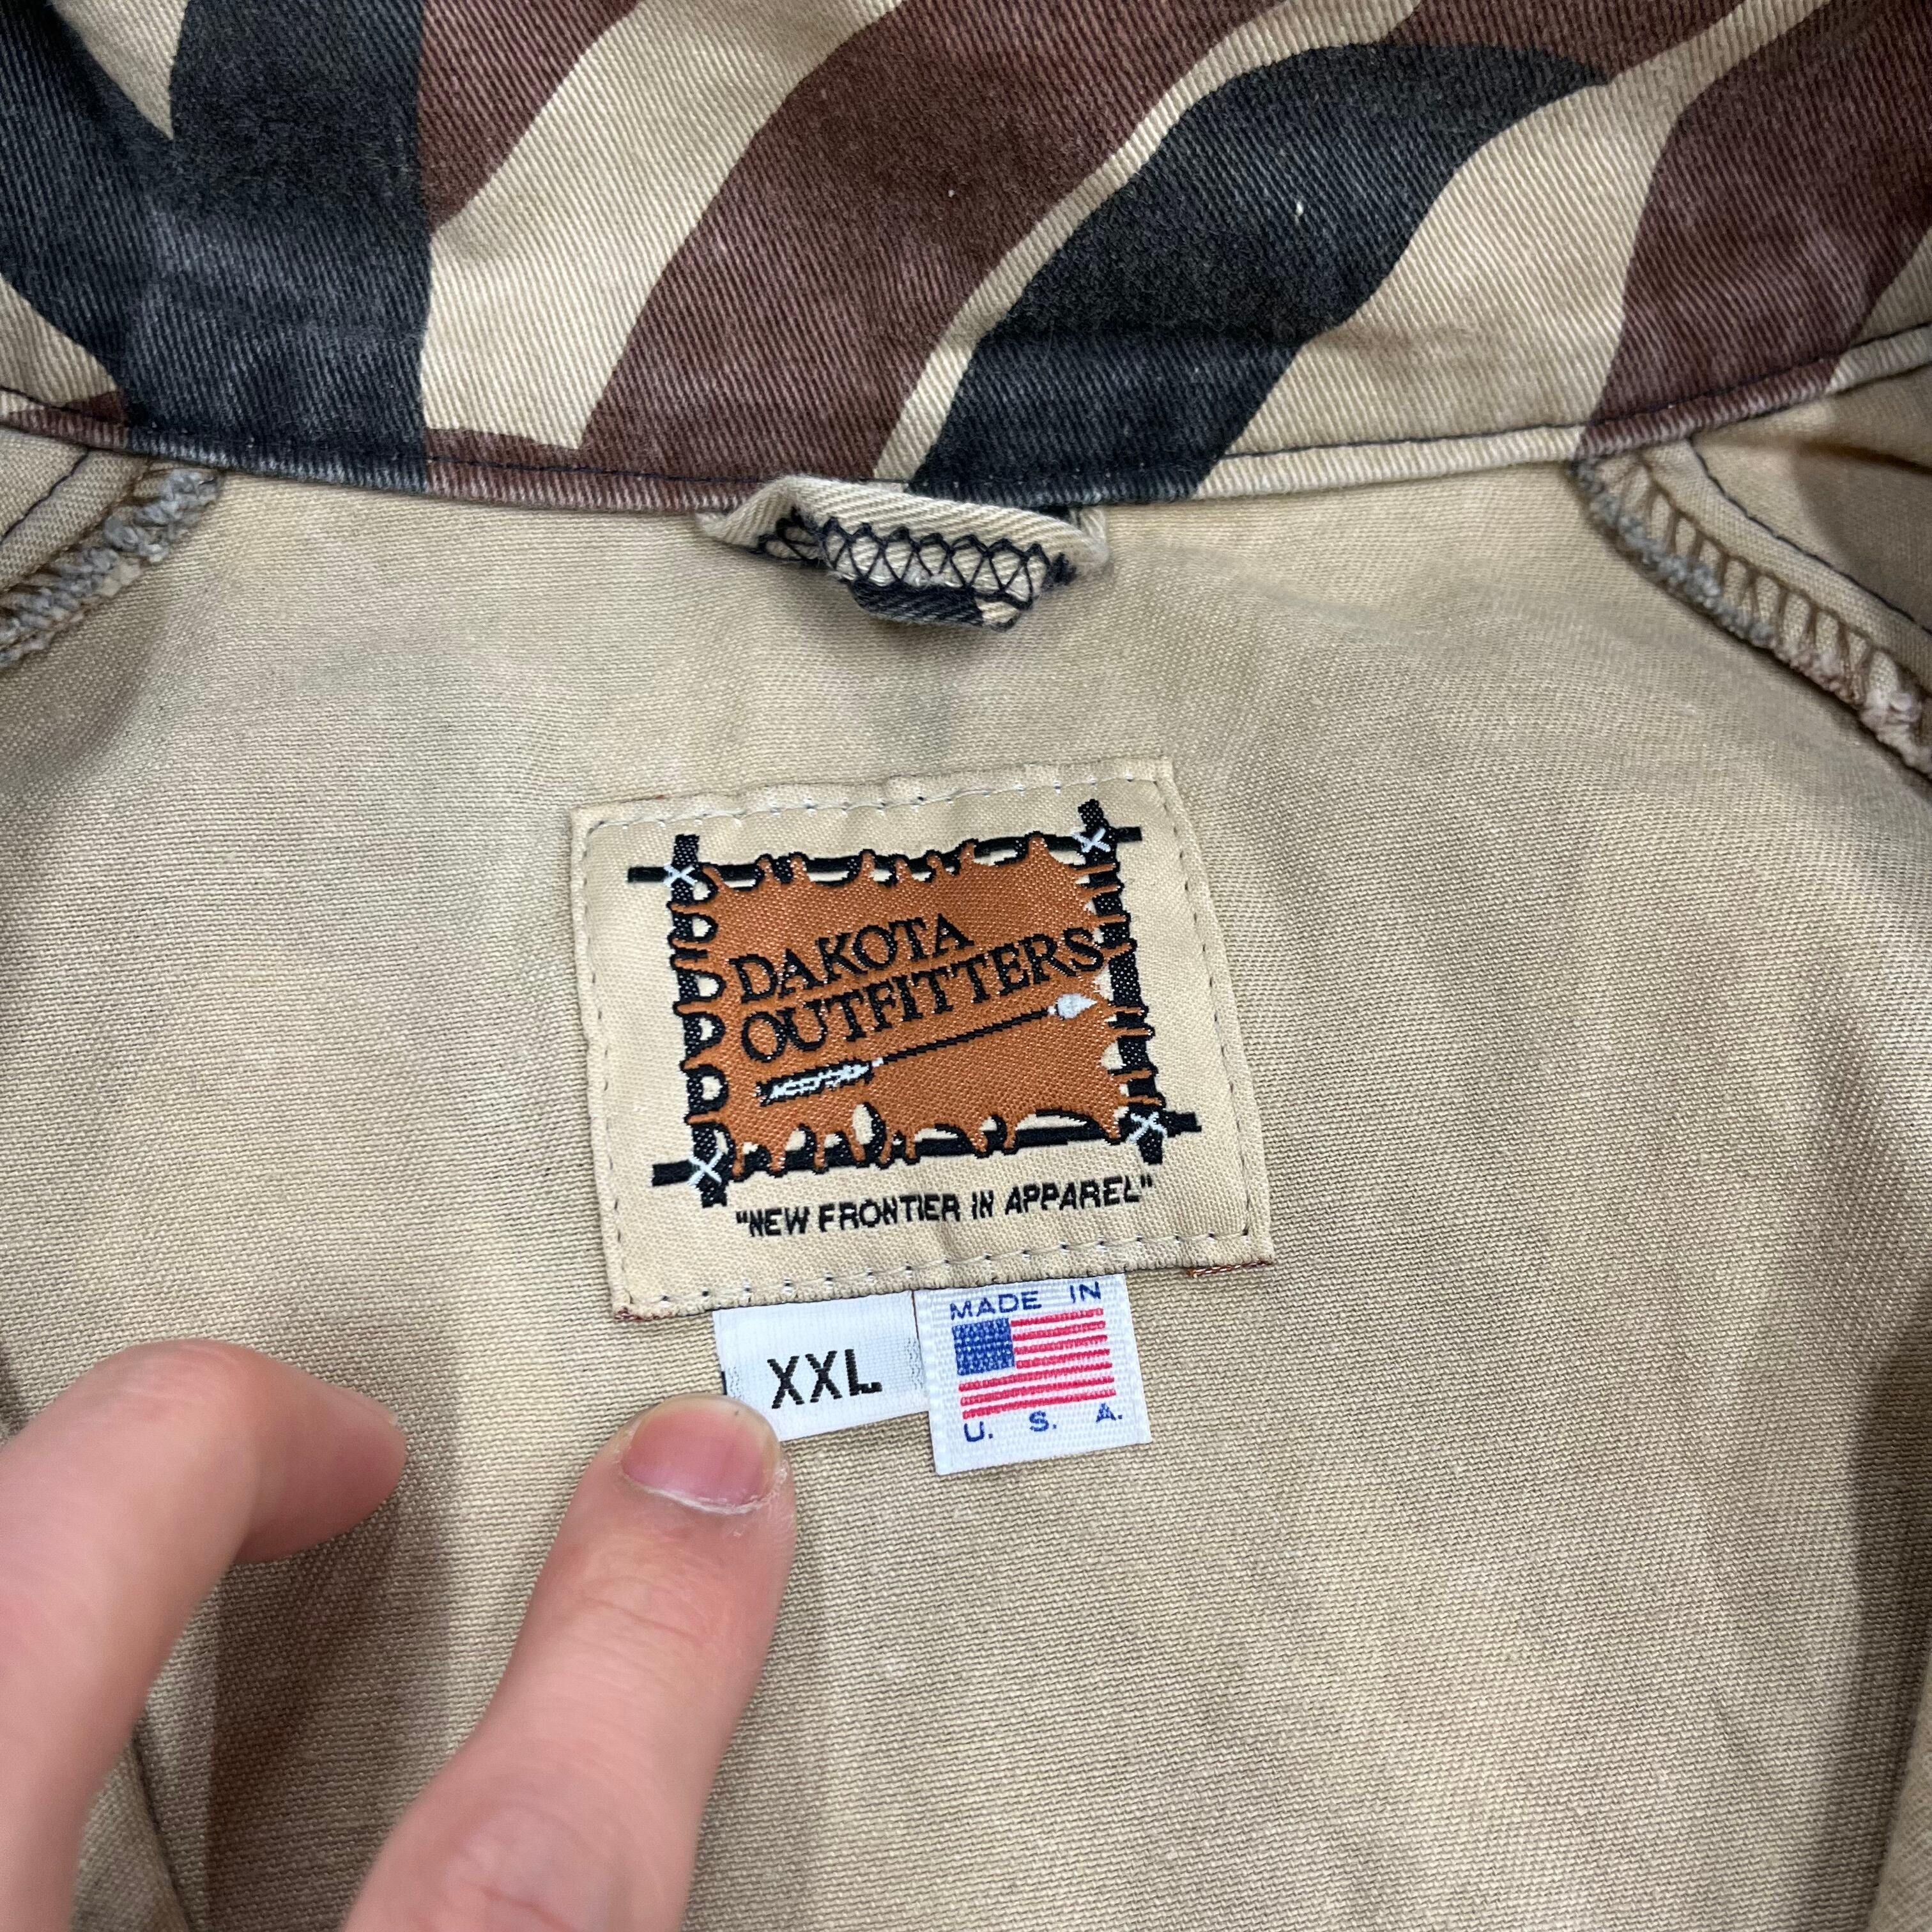 DAKOTA
OUTFITTERS
"NEW FRONTIER IN APPAREL"
XXL
MADE IN
U. S. A.